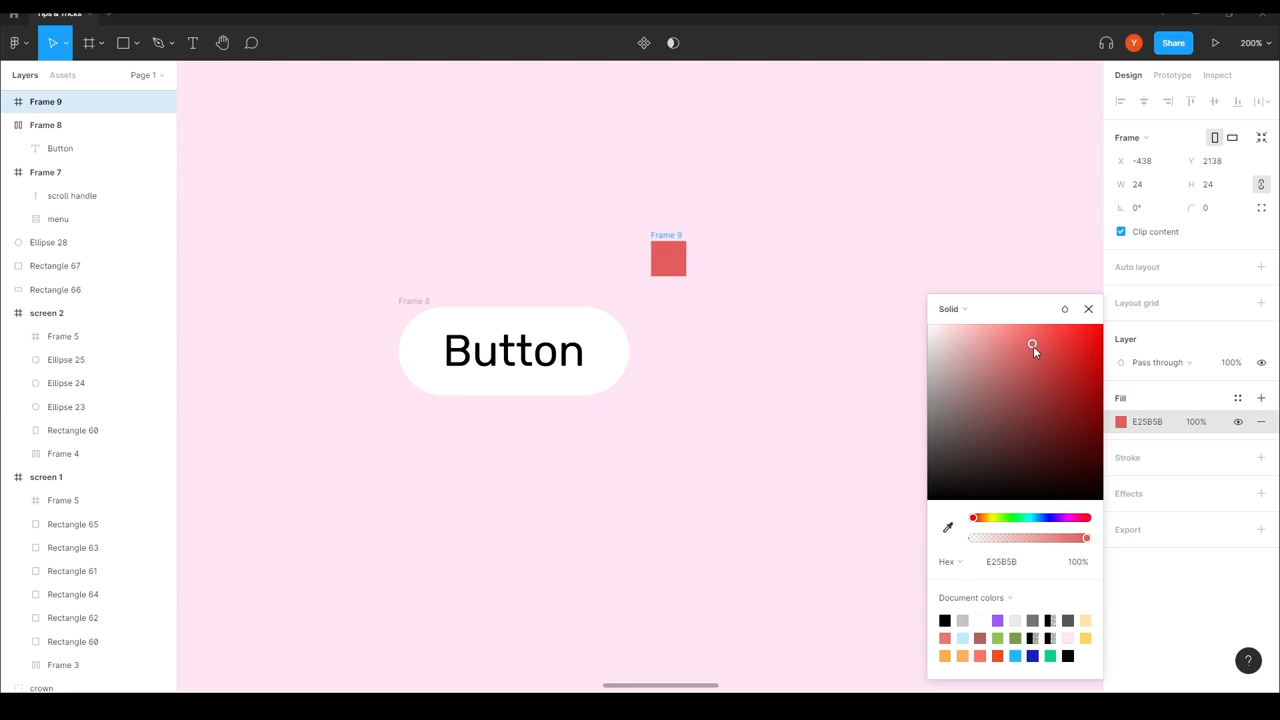 Tips & Tricks
200%
Share
Y
Layers
Assets
Page 1
Frame 9
Frame 8
Button
Frame 7
scroll handle
menu
Ellipse 28
Rectangle 67
Rectangle 66
screen 2
Frame 5
Ellipse 25
Ellipse 24
Ellipse 23
Rectangle 60
Frame 4
screen 1
Frame 5
Rectangle 65
Rectangle 63
Rectangle 61
Rectangle 64
Rectangle 62
Rectangle 60
Frame 3
crown
Frame 9
Frame 8
Button
Solid
Hex
E25B5B
100%
Document colors
Design
Prototype
Inspect
Frame
X -438 Y 2138
W 24 H 24
0° 0
Clip content
Auto layout
Layout grid
Layer
Pass through 100%
Fill
E25B5B 100%
Stroke
Effects
Export
?